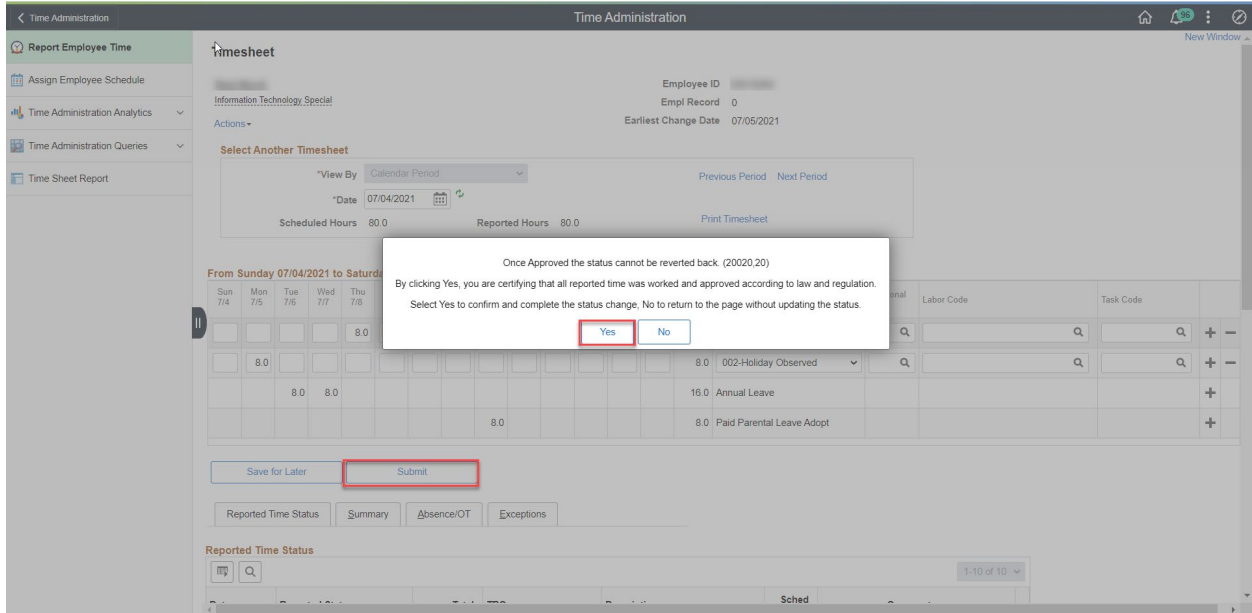 Time Administration
Time Administration
96
New Window
Report Employee Time
Assign Employee Schedule
Time Administration Analytics
Time Administration Queries
Time Sheet Report
Timesheet
Employee ID
Information Technology Special
Empl Record 0
Actions
Earliest Change Date 07/05/2021
Select Another Timesheet
*View By Calendar Period
Previous Period Next Period
*Date 07/04/2021
Scheduled Hours 80.0 Reported Hours 80.0
Print Timesheet
Once Approved the status cannot be reverted back. (20020,20)
By clicking Yes, you are certifying that all reported time was worked and approved according to law and regulation.
Select Yes to confirm and complete the status change, No to return to the page without updating the status.
Yes No
From Sunday 07/04/2021 to Saturda
Sun Mon Tue Wed Thu
7/4 7/5 7/6 7/7 7/8
onal Labor Code Task Code
8.0
8.0 8.0 002-Holiday Observed
8.0 8.0 16.0 Annual Leave
8.0 8.0 Paid Parental Leave Adopt
Save for Later Submit
Reported Time Status Summary Absence/OT Exceptions
Reported Time Status
1-10 of 10
Sched